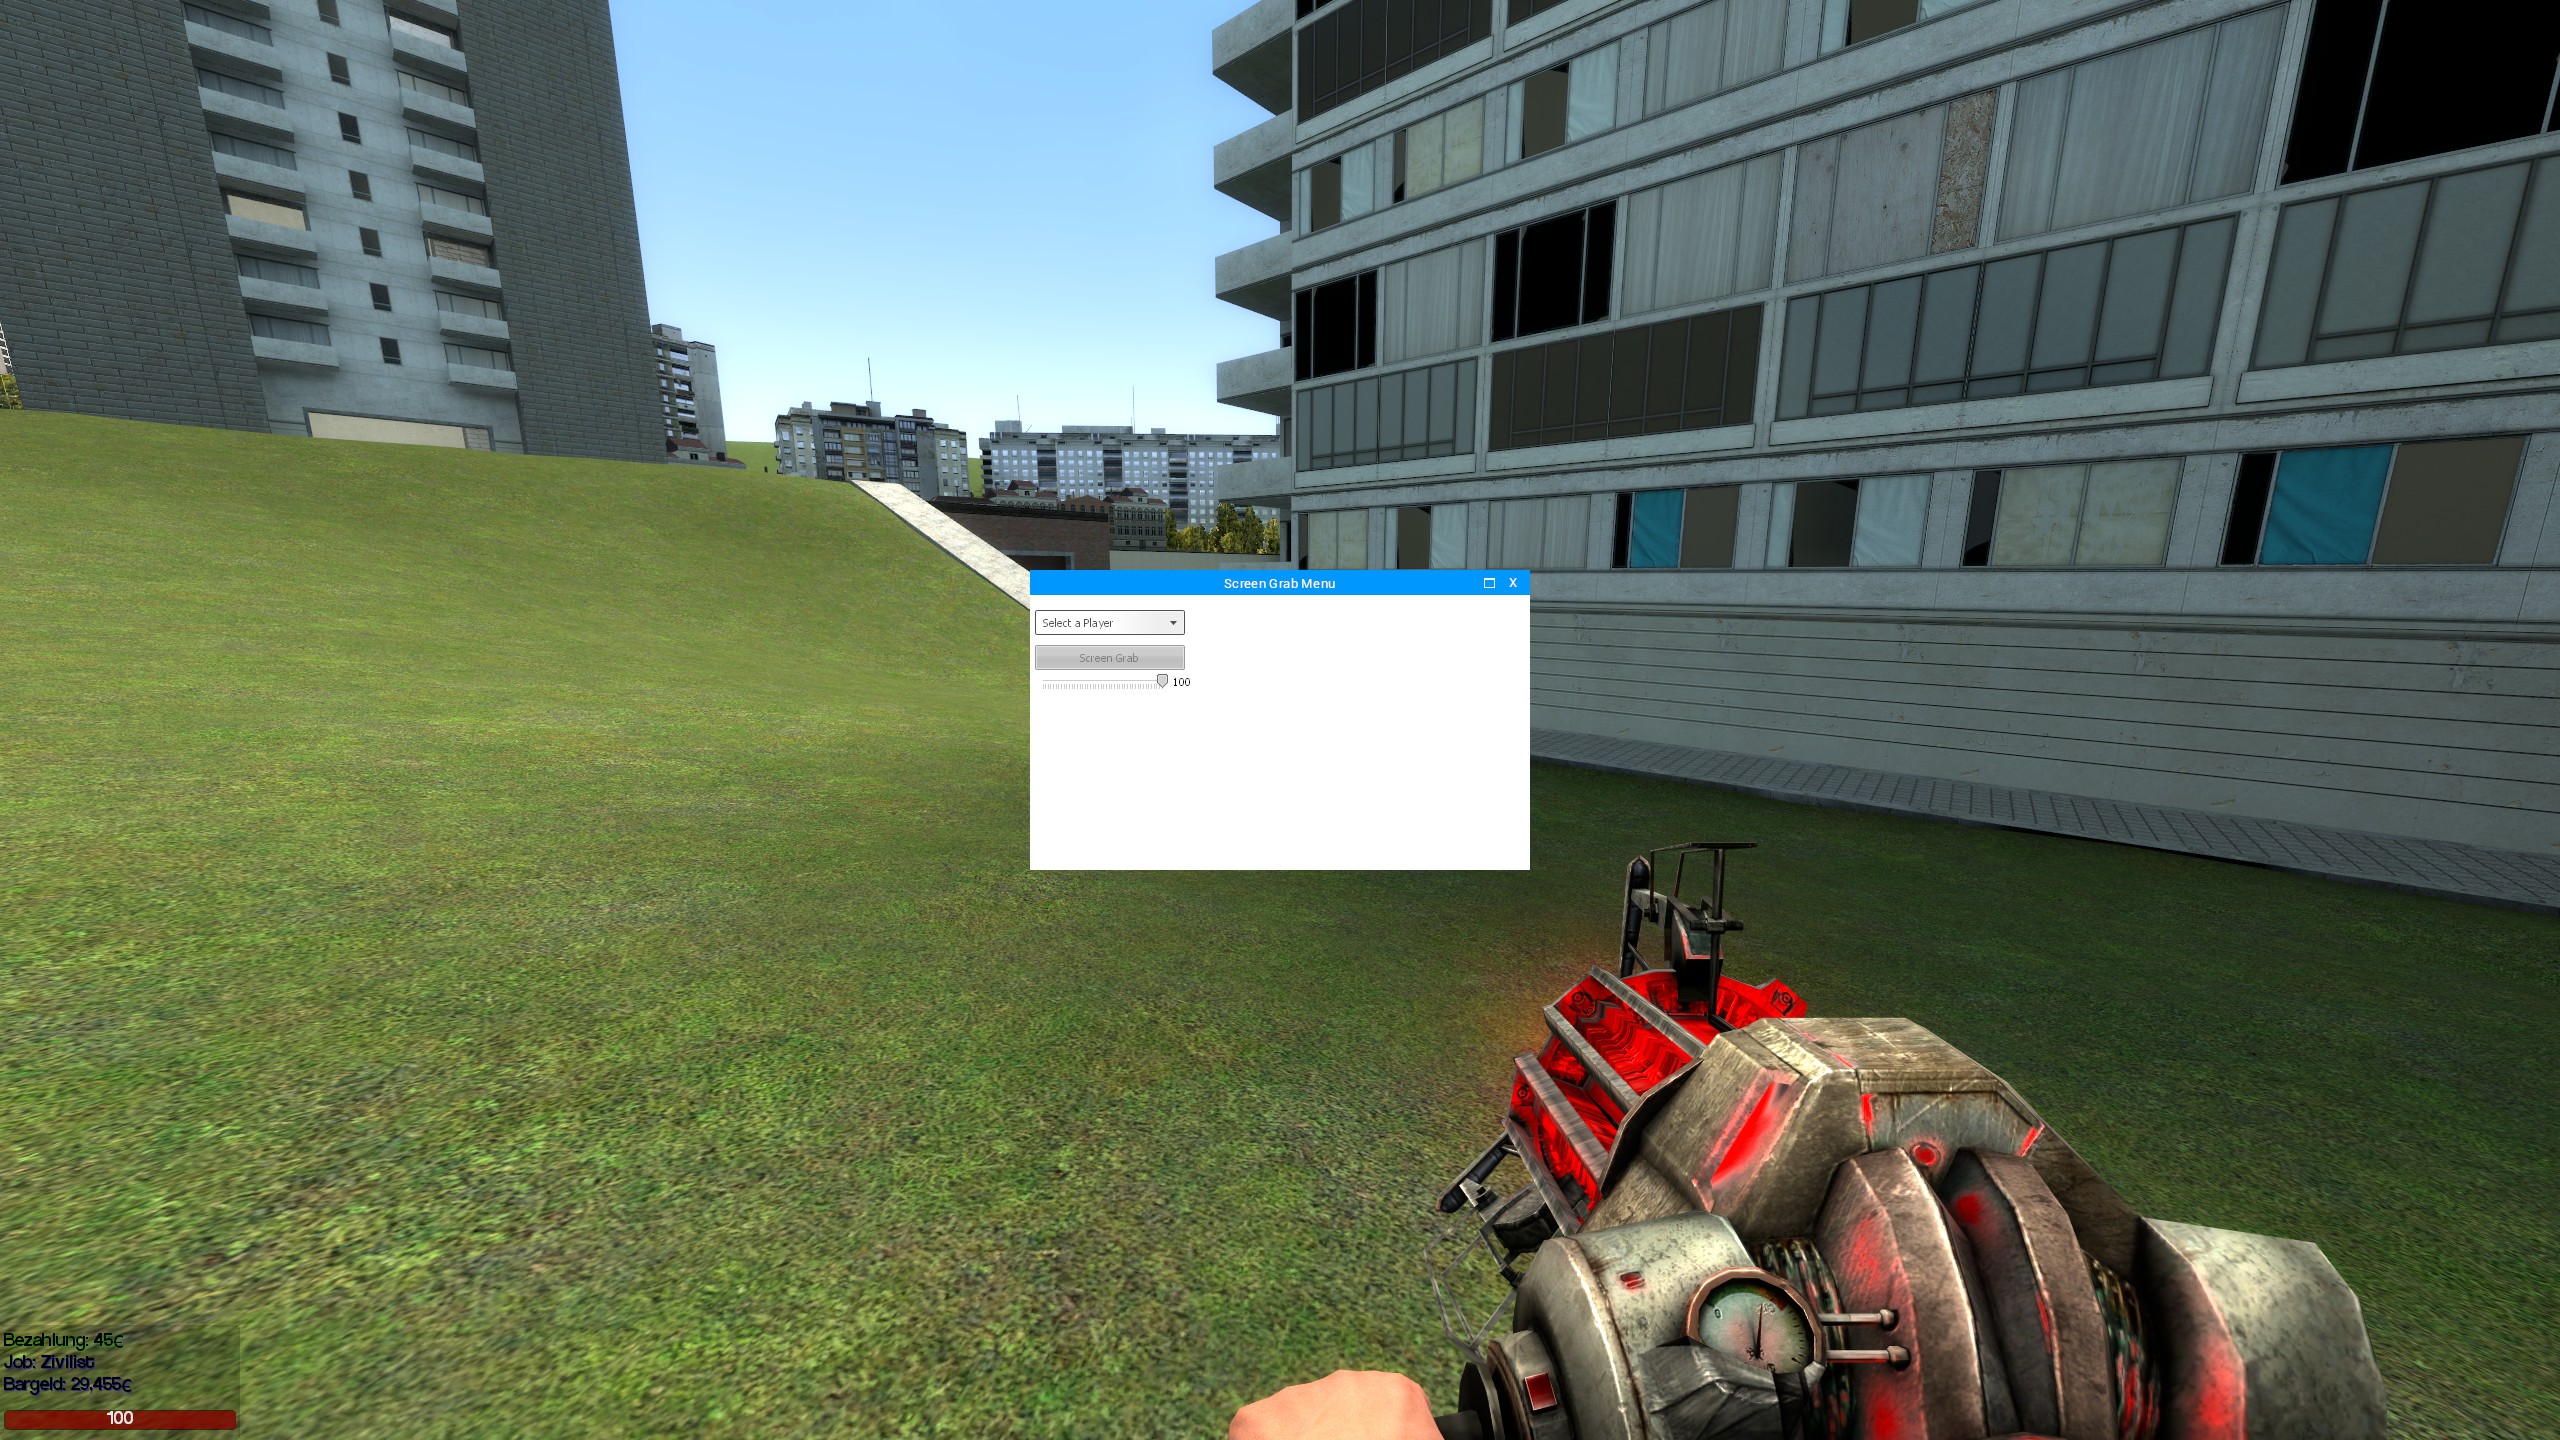 Screen Grab Menu
X
Select a Player
Screen Grab
100
Bezahlung: 45€
Job: Zivilist
Bargeld: 29,455€
100